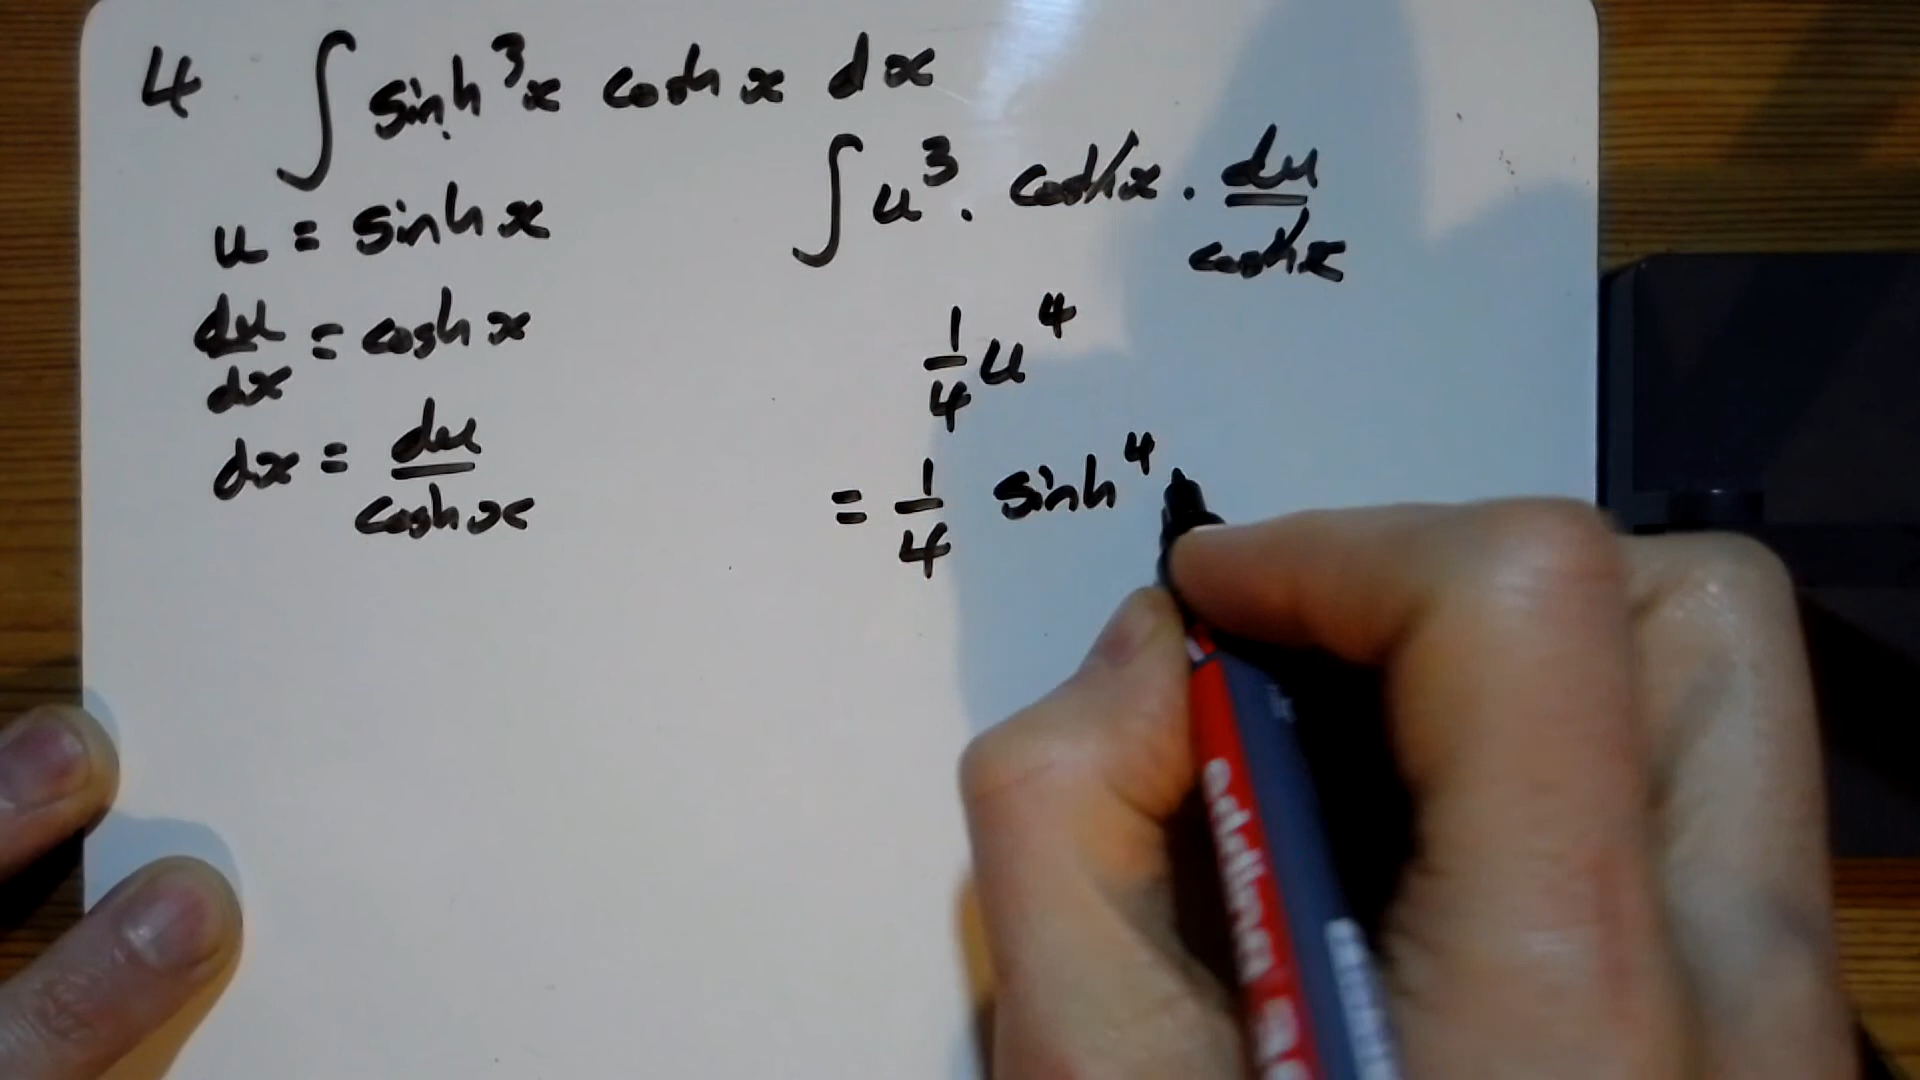 4 ∫ sinh³x cosh x dx
u = sinh x
du/dx = cosh x
dx = du/cosh x
∫ u³ . cosh x . du/cosh x
1/4 u⁴
= 1/4 sinh⁴
edding